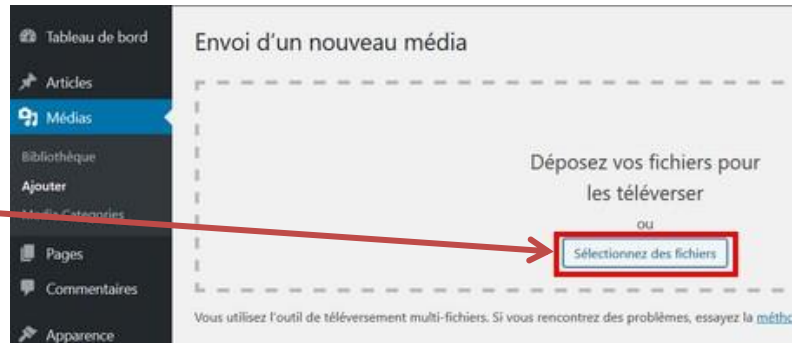 Tableau de bord
Articles
Médias
Bibliothèque
Ajouter
Media Categories
Pages
Commentaires
Apparence
Envoi d'un nouveau média
Déposez vos fichiers pour
les téléverser
ou
Sélectionnez des fichiers
Vous utilisez l'outil de téléversement multi-fichiers. Si vous rencontrez des problèmes, essayez la